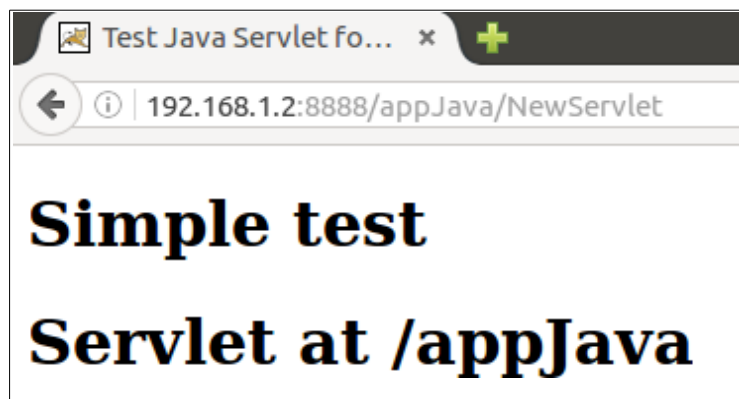 Test Java Servlet fo...
192.168.1.2:8888/appJava/NewServlet
Simple test
Servlet at /appJava